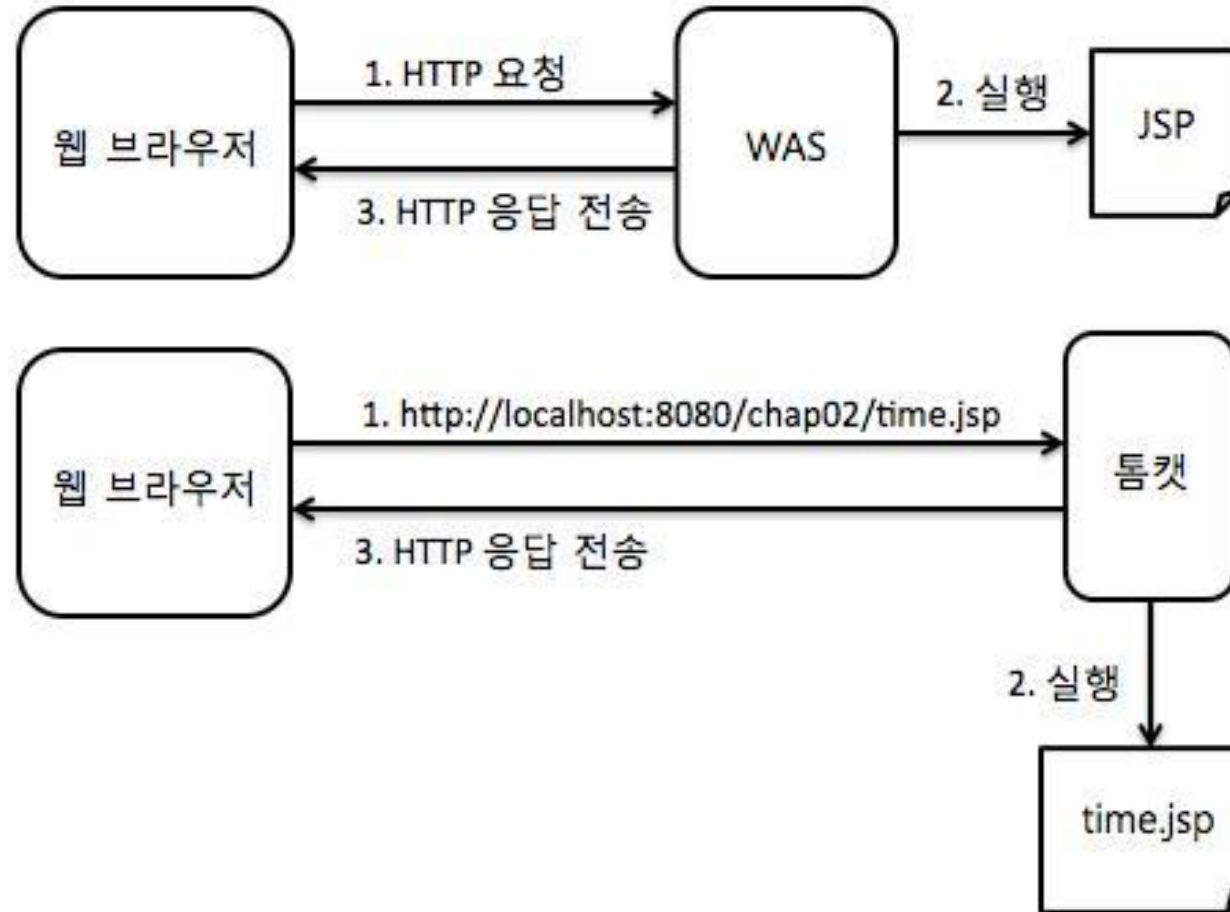 웹 브라우저
1. HTTP 요청
3. HTTP 응답 전송
WAS
2. 실행
JSP
웹 브라우저
1. http://localhost:8080/chap02/time.jsp
3. HTTP 응답 전송
톰캣
2. 실행
time.jsp